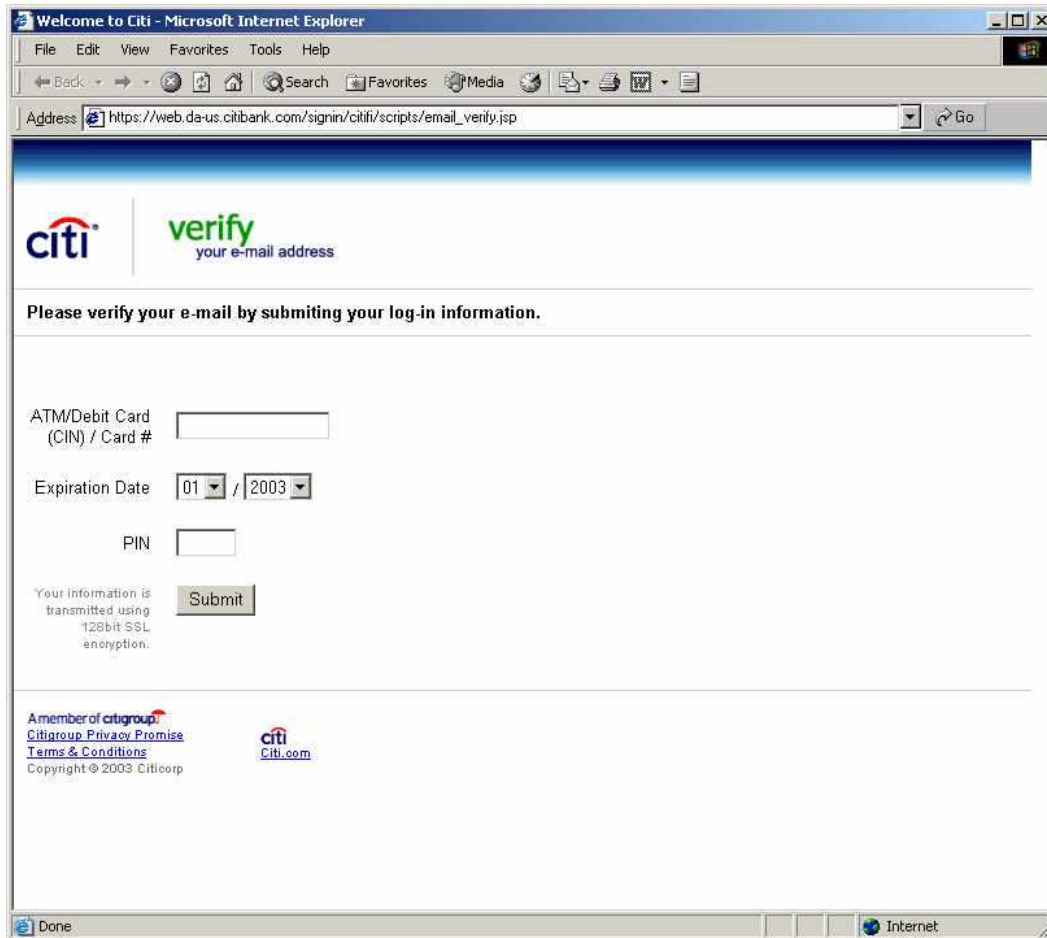 Welcome to Citi - Microsoft Internet Explorer
File Edit View Favorites Tools Help
Back Search Favorites Media
Address https://web.da-us.citibank.com/signin/citifi/scripts/email_verify.jsp Go
citi
verify
your e-mail address
Please verify your e-mail by submiting your log-in information.
ATM/Debit Card
(CIN) / Card #
Expiration Date 01 / 2003
PIN
Your information is
transmitted using
128bit SSL
encryption.
Submit
A member of citigroup
Citigroup Privacy Promise
Terms & Conditions
Copyright © 2003 Citicorp
citi
Citi.com
Done Internet